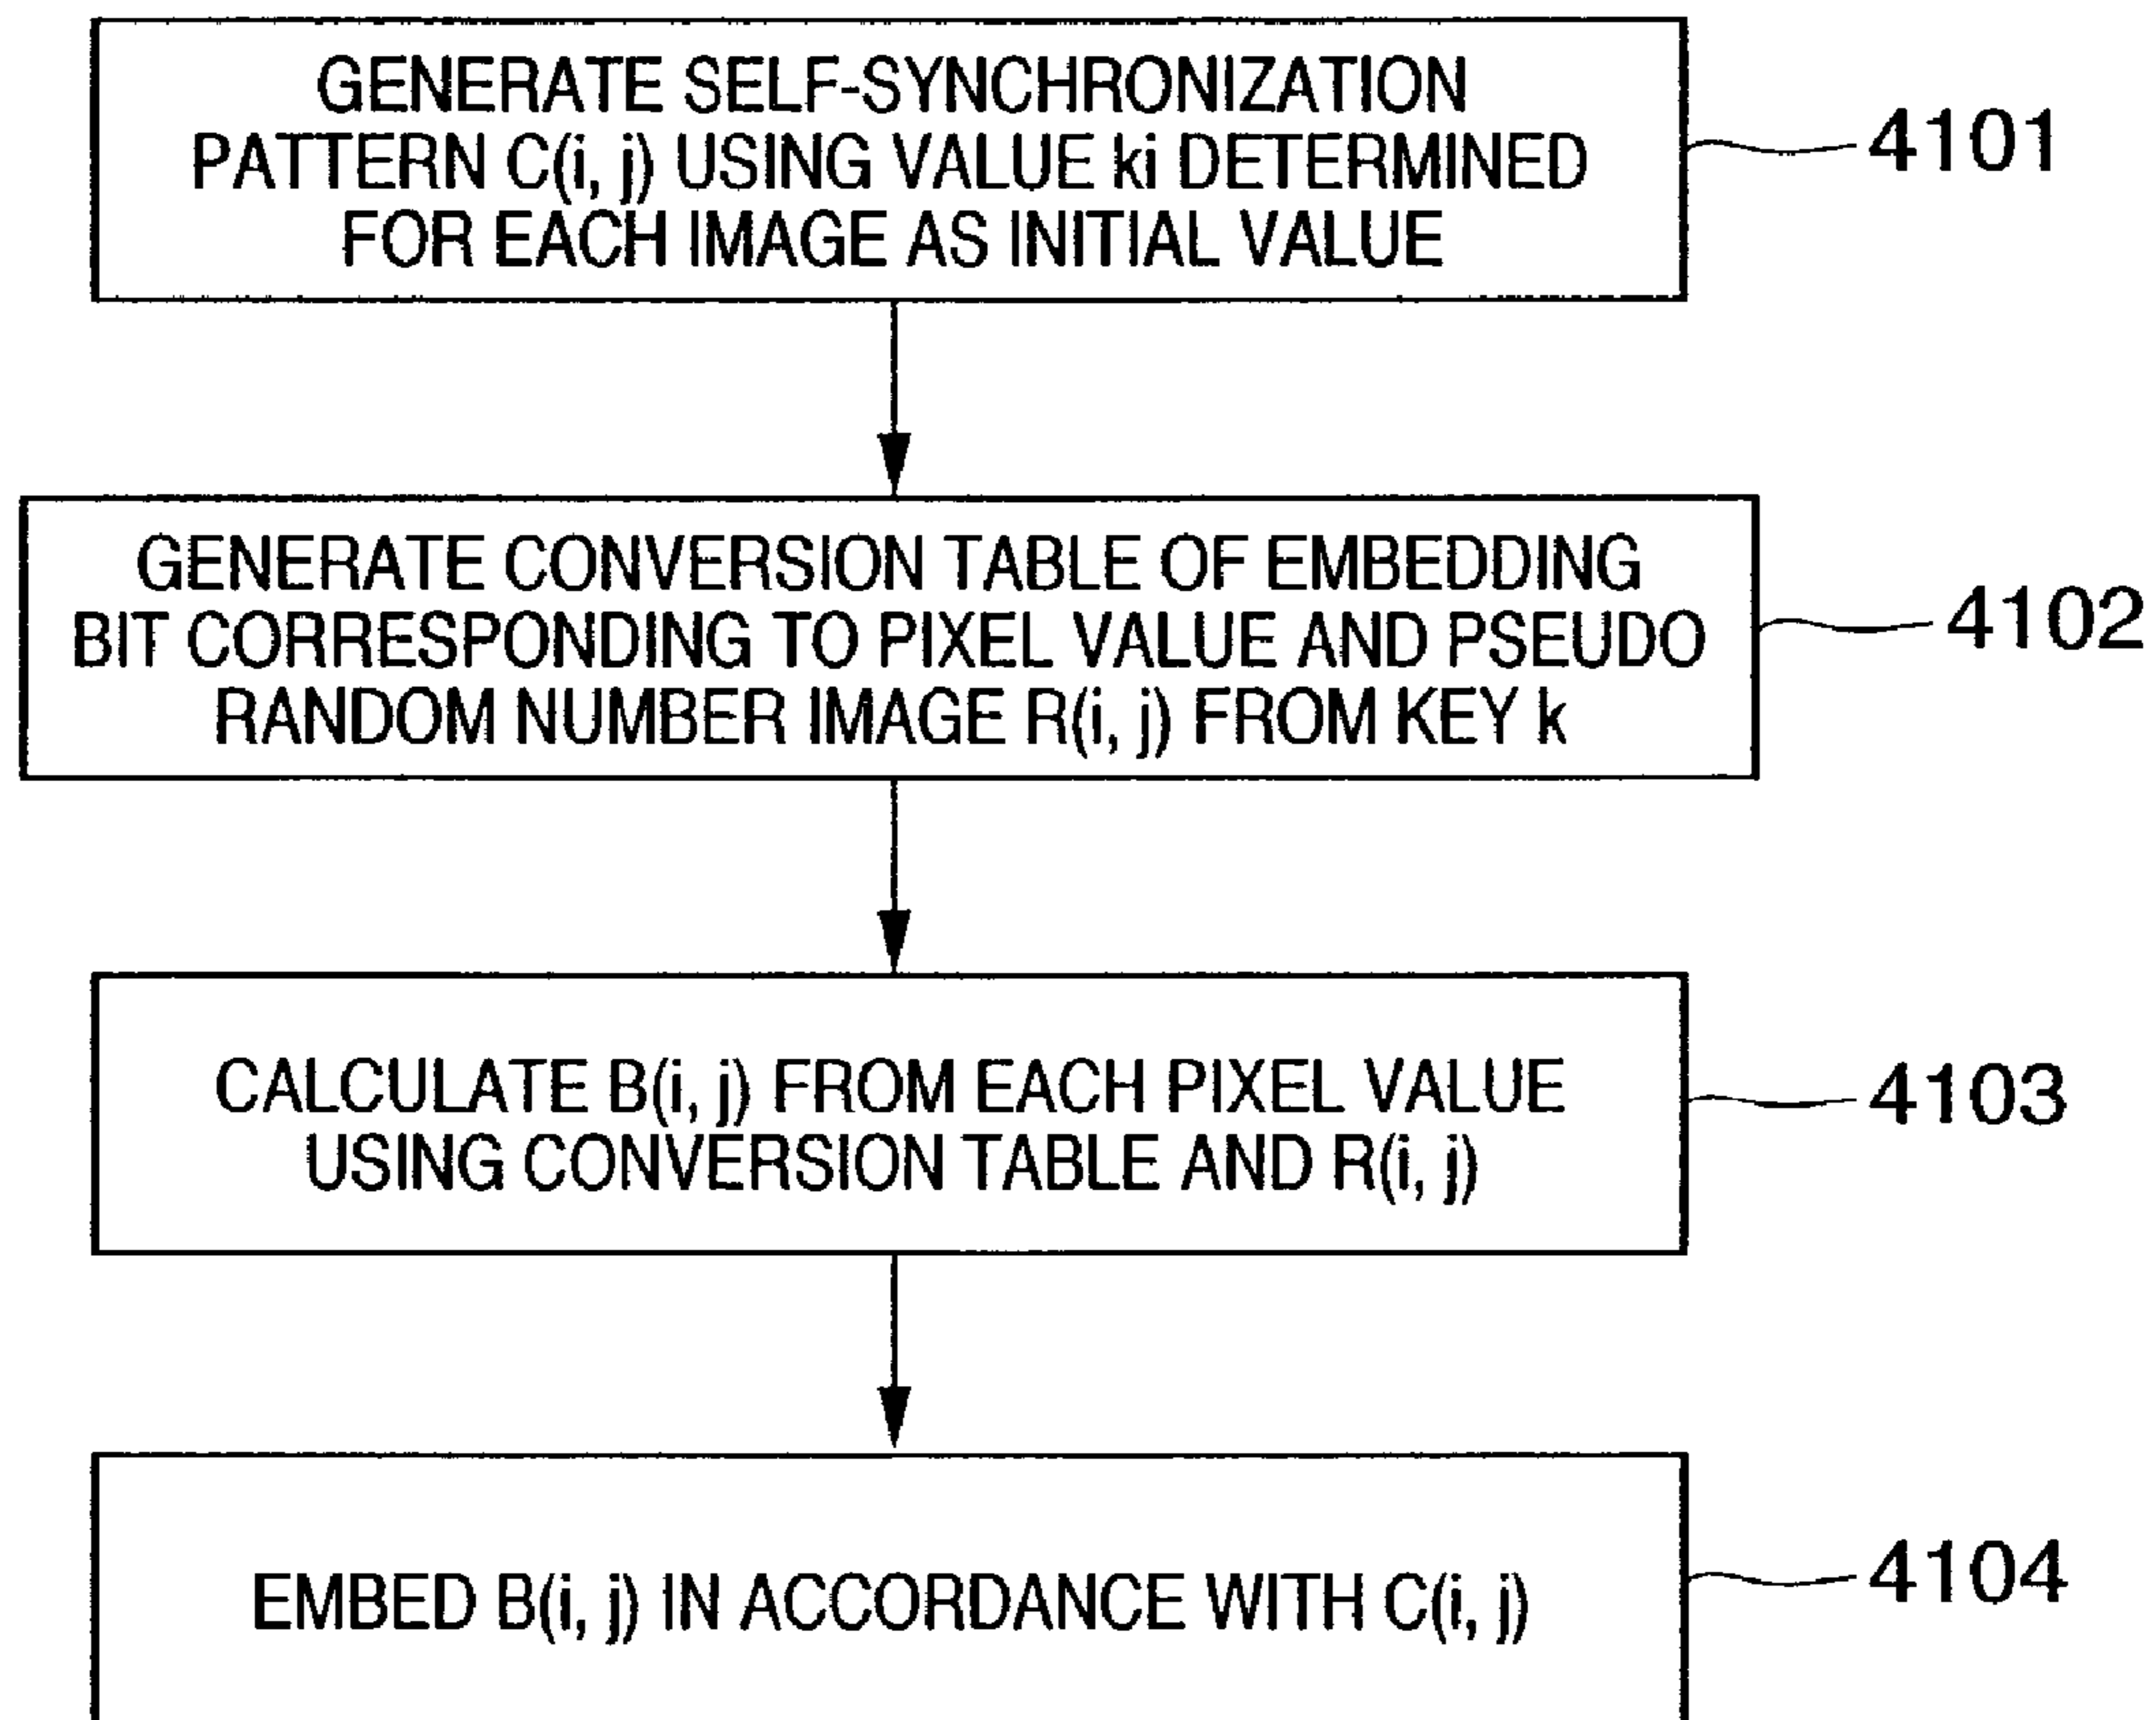 GENERATE SELF-SYNCHRONIZATION
PATTERN C(i, j) USING VALUE ki DETERMINED
FOR EACH IMAGE AS INITIAL VALUE
4101
GENERATE CONVERSION TABLE OF EMBEDDING
BIT CORRESPONDING TO PIXEL VALUE AND PSEUDO
RANDOM NUMBER IMAGE R(i, j) FROM KEY k
4102
CALCULATE B(i, j) FROM EACH PIXEL VALUE
USING CONVERSION TABLE AND R(i, j)
4103
EMBED B(i, j) IN ACCORDANCE WITH C(i, j)
4104